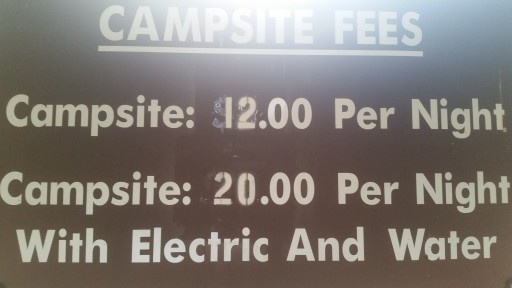 CAMPSITE FEES
Campsite: 12.00 Per Night
Campsite: 20.00 Per Night
With Electric And Water